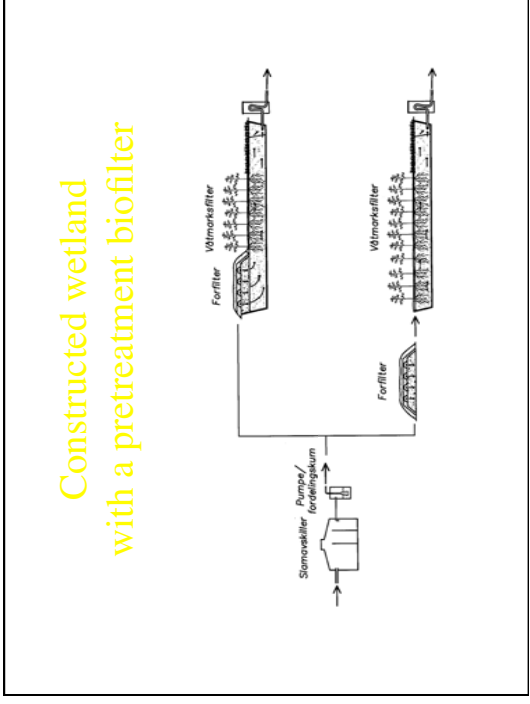 Constructed wetland
with a pretreatment biofilter
Slamavskiller
Pumpe/
fordelingskum
Forfilter
Våtmarksfilter
Forfilter
Våtmarksfilter